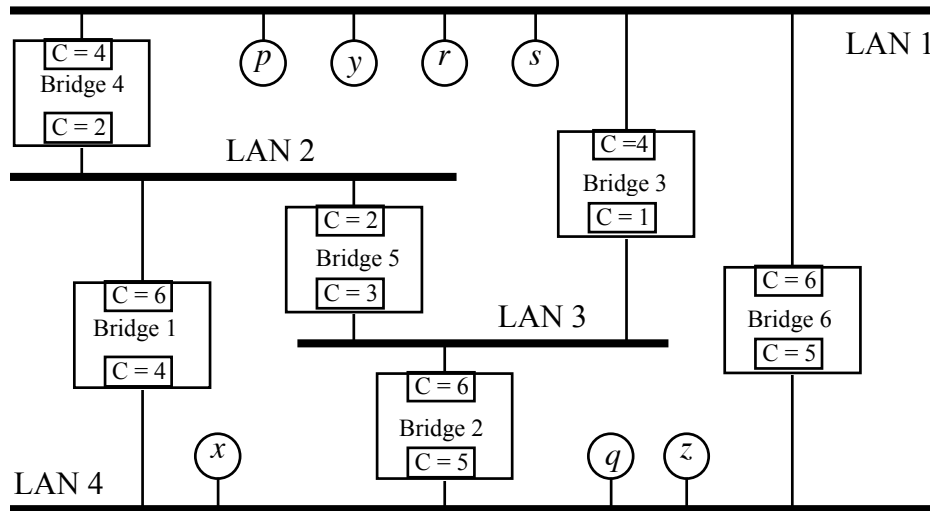 C = 4
Bridge 4
C = 2
p
y
r
s
LAN 1
LAN 2
C =4
Bridge 3
C = 1
C = 2
Bridge 5
C = 3
C = 6
Bridge 1
C = 4
LAN 3
C = 6
Bridge 6
C = 5
C = 6
Bridge 2
C = 5
x
q
z
LAN 4